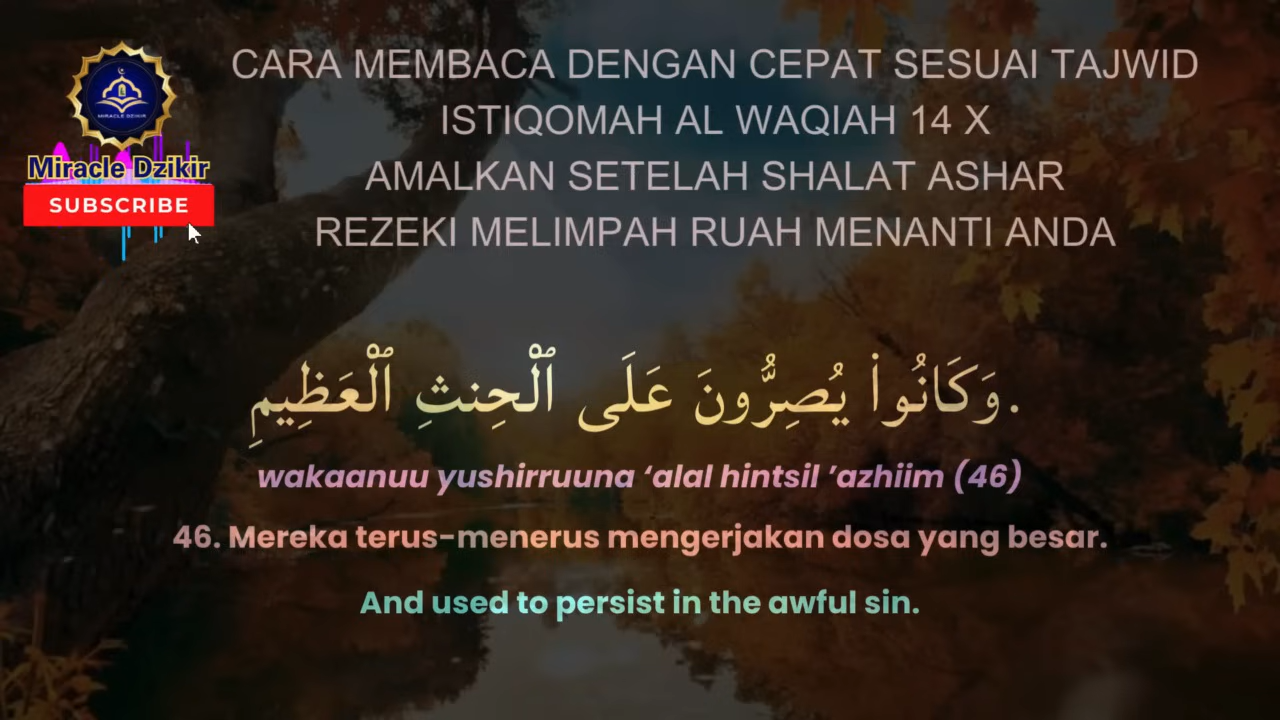 CARA MEMBACA DENGAN CEPAT SESUAI TAJWID
ISTIQOMAH AL WAQIAH 14 X
AMALKAN SETELAH SHALAT ASHAR
REZEKI MELIMPAH RUAH MENANTI ANDA
MIRACLE DZIKIR
Miracle Dzikir
SUBSCRIBE
وَكَانُوا۟ يُصِرُّونَ عَلَى ٱلْحِنثِ ٱلْعَظِيمِ.
wakaanuu yushirruuna ‘alal hintsil ’azhiim (46)
46. Mereka terus-menerus mengerjakan dosa yang besar.
And used to persist in the awful sin.